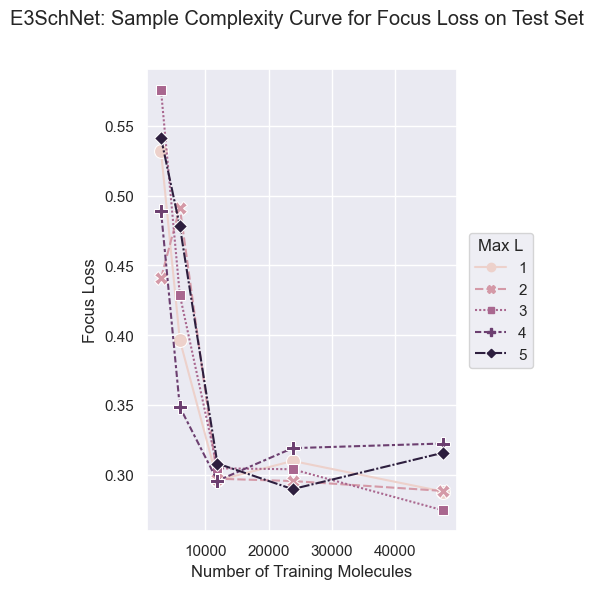 E3SchNet: Sample Complexity Curve for Focus Loss on Test Set
0.55
0.50
0.45
0.40
0.35
0.30
Focus Loss
10000 20000 30000 40000
Number of Training Molecules
Max L
1
2
3
4
5